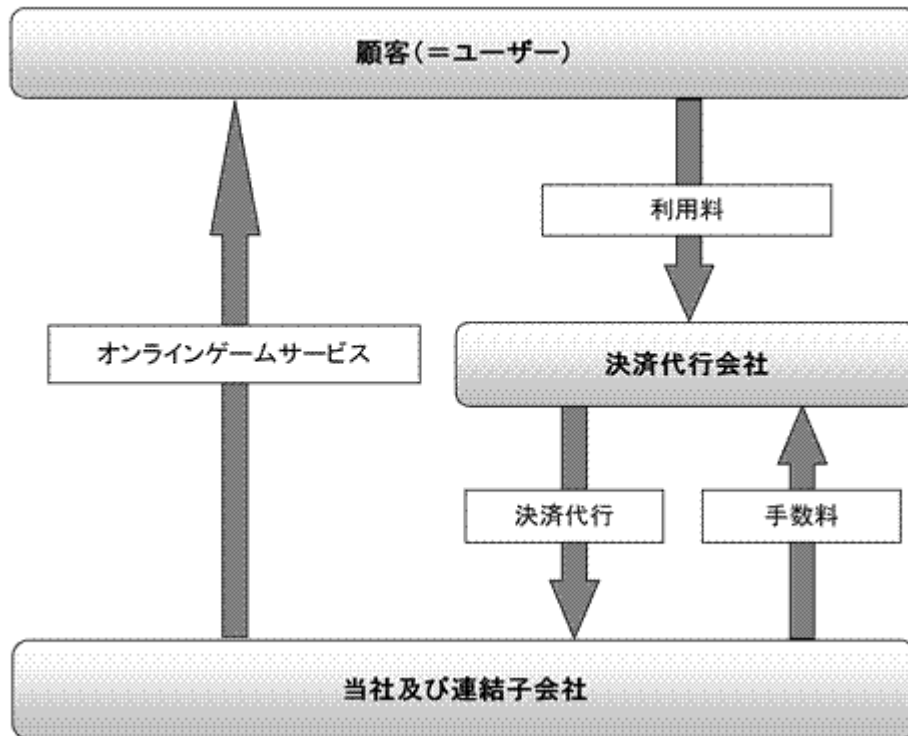 顧客(=ユーザー)
利用料
オンラインゲームサービス
決済代行会社
決済代行
手数料
当社及び連結子会社